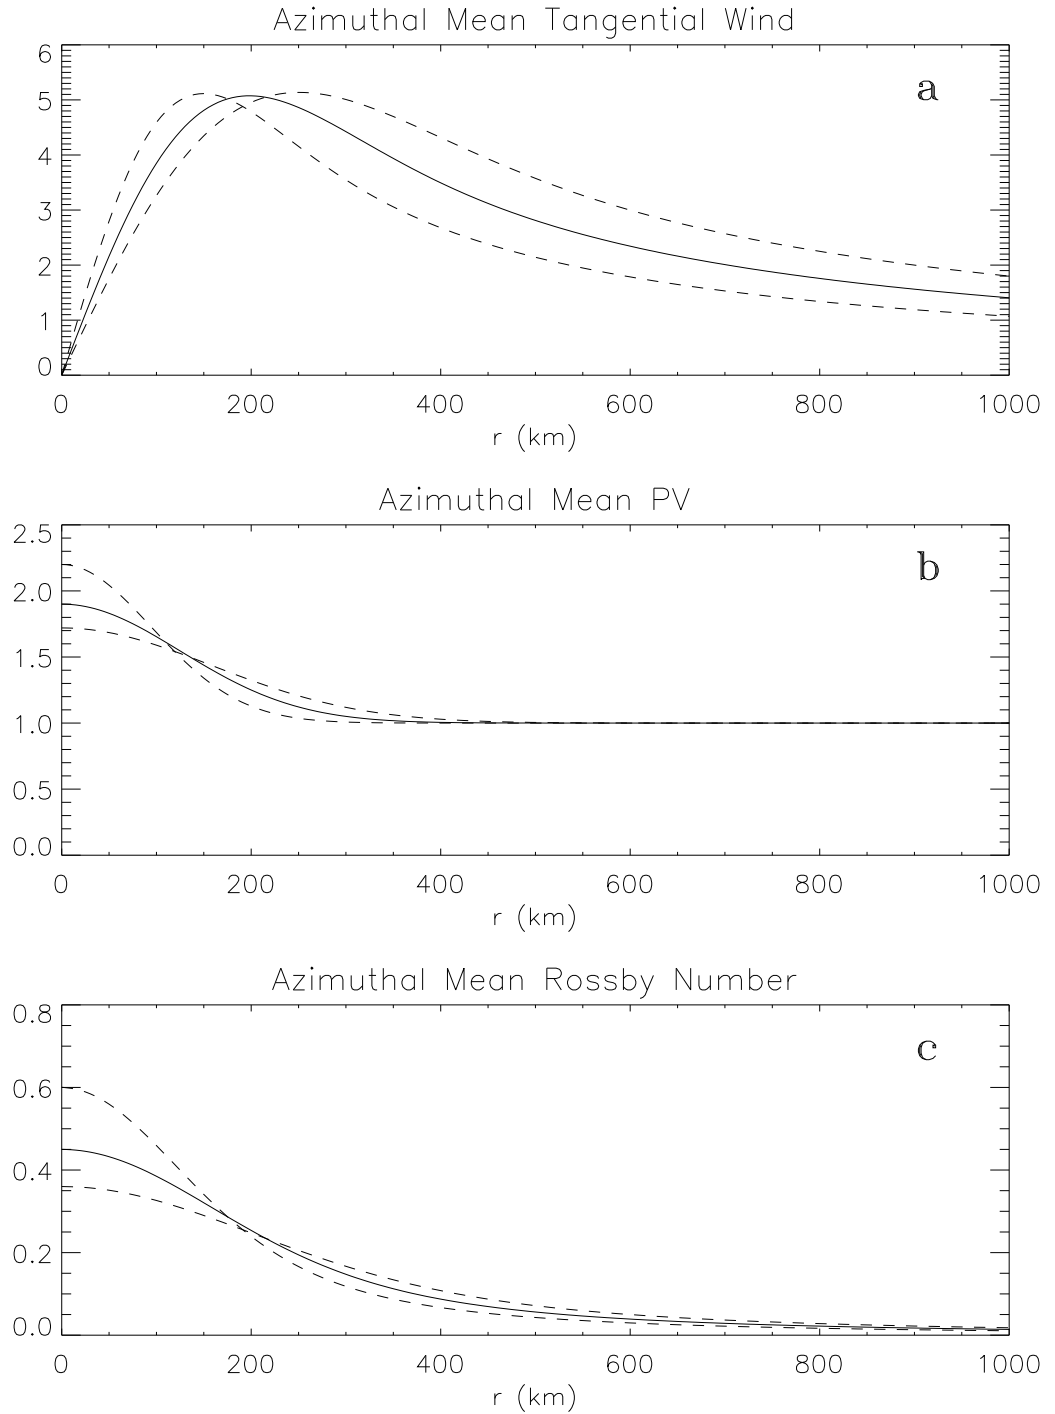 Azimuthal Mean Tangential Wind
a
6
5
4
3
2
1
0
0 200 400 600 800 1000
r (km)
Azimuthal Mean PV
b
2.5
2.0
1.5
1.0
0.5
0.0
0 200 400 600 800 1000
r (km)
Azimuthal Mean Rossby Number
c
0.8
0.6
0.4
0.2
0.0
0 200 400 600 800 1000
r (km)